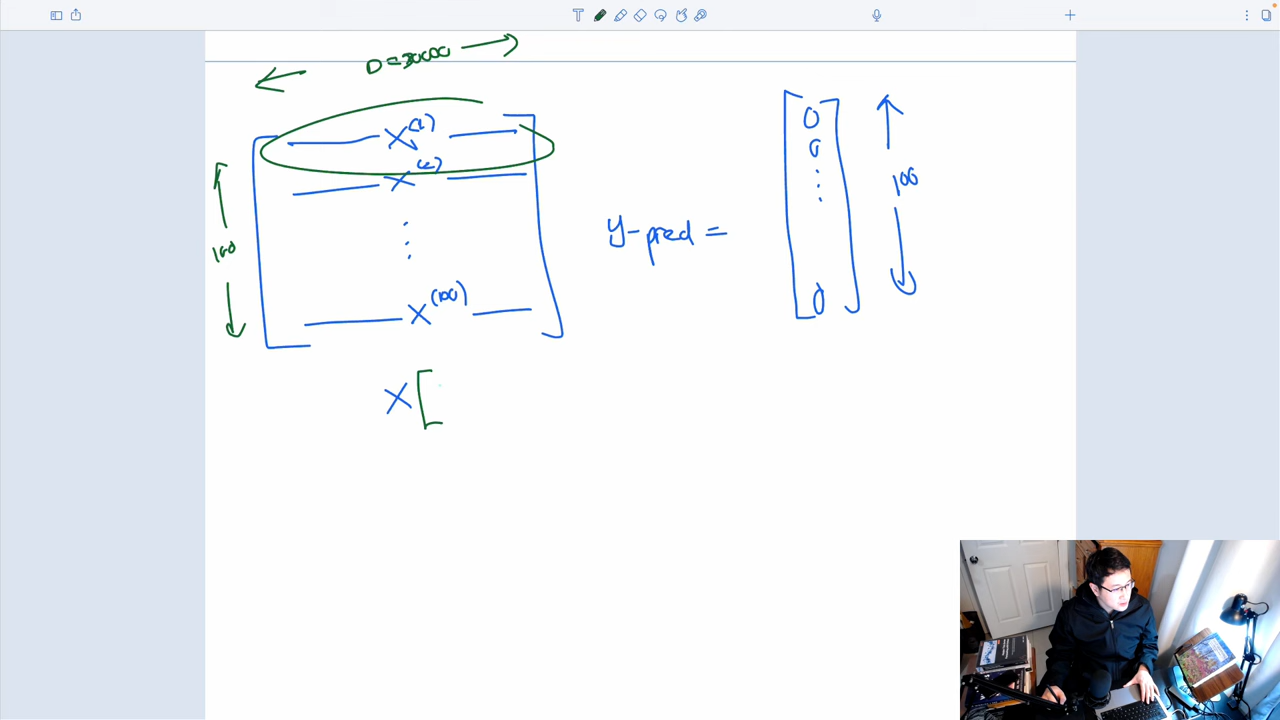 D=30000
X(1)
X(2)
100
⋮
X(100)
y-pred =
0
0
⋮
0
100
X[